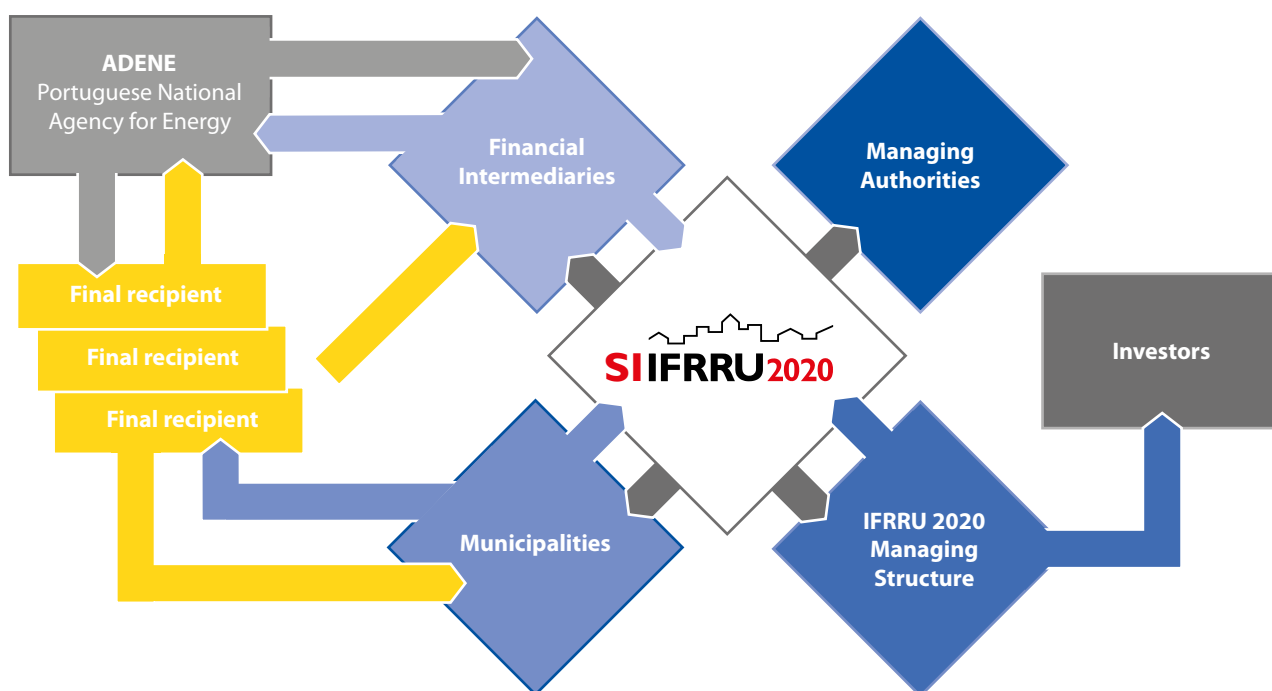 ADENE
Portuguese National
Agency for Energy
Financial
Intermediaries
Managing
Authorities
Final recipient
Final recipient
Final recipient
SIIFRRU2020
Investors
Municipalities
IFRRU 2020
Managing
Structure